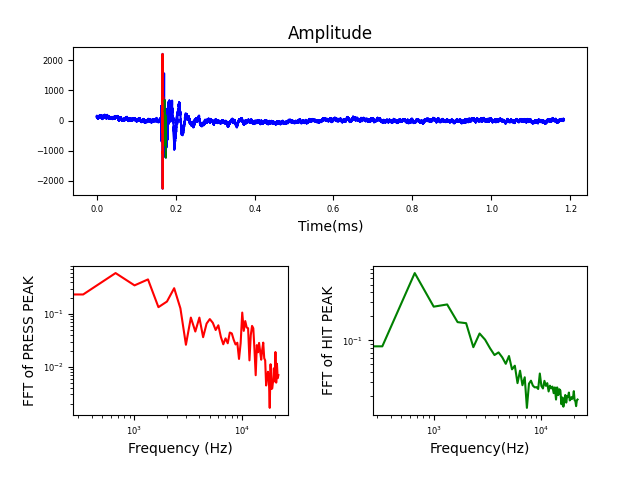 Amplitude
2000
1000
0
−1000
−2000
0.0 0.2 0.4 0.6 0.8 1.0 1.2
Time(ms)
FFT of PRESS PEAK
10⁻¹
10⁻²
10³ 10⁴
Frequency (Hz)
FFT of HIT PEAK
10⁻¹
10³ 10⁴
Frequency(Hz)